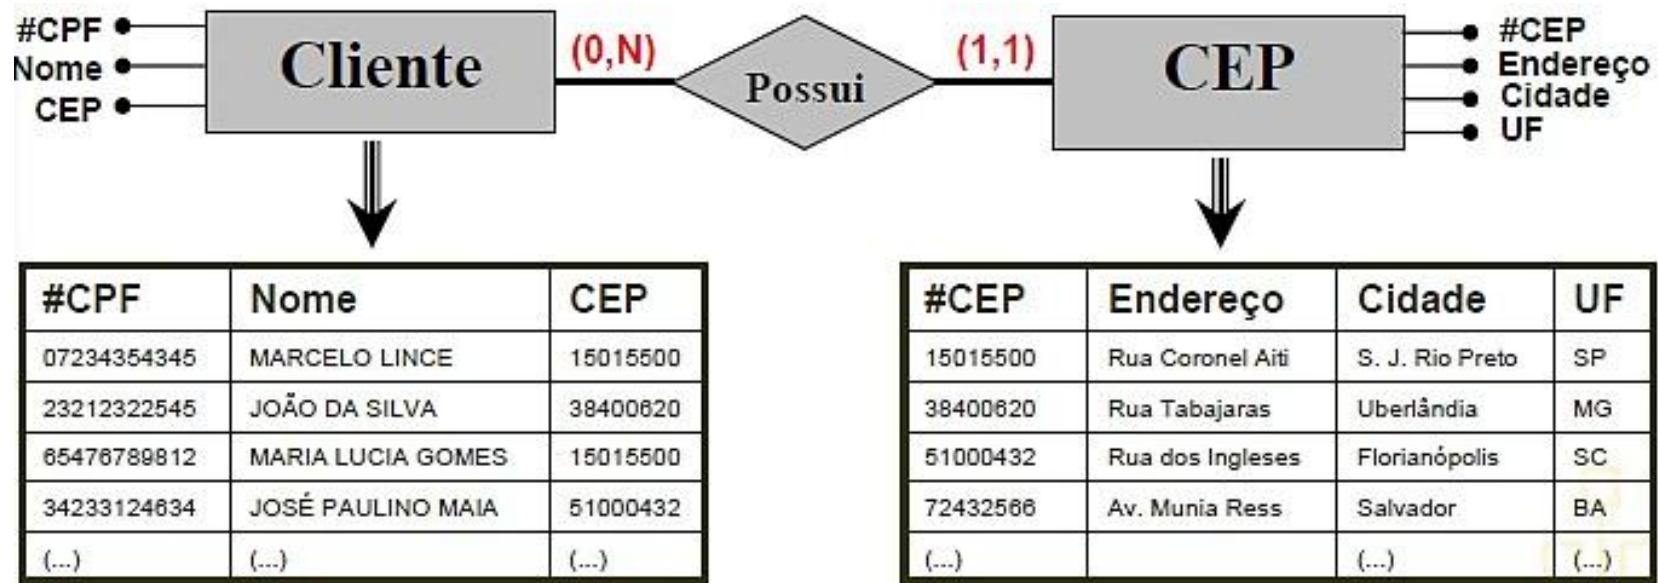 #CPF
Nome
CEP
Cliente
(0,N)
Possui
(1,1)
CEP
#CEP
Endereço
Cidade
UF
#CPF Nome CEP
07234354345 MARCELO LINCE 15015500
23212322545 JOÃO DA SILVA 38400620
65476789812 MARIA LUCIA GOMES 15015500
34233124634 JOSÉ PAULINO MAIA 51000432
(...) (...) (...)
#CEP Endereço Cidade UF
15015500 Rua Coronel Aiti S. J. Rio Preto SP
38400620 Rua Tabajaras Uberlândia MG
51000432 Rua dos Ingleses Florianópolis SC
72432566 Av. Munia Ress Salvador BA
(...) (...) (...)